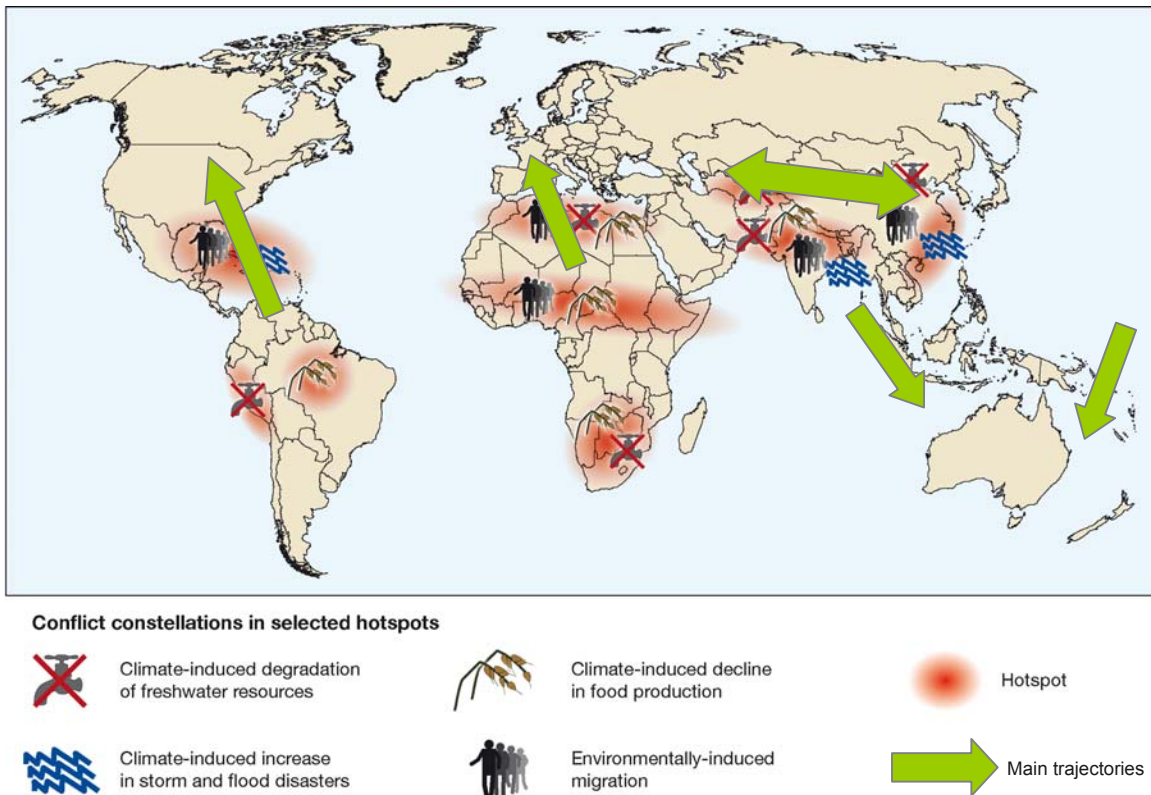 Conflict constellations in selected hotspots
Climate-induced degradation
of freshwater resources
Climate-induced decline
in food production
Hotspot
Climate-induced increase
in storm and flood disasters
Environmentally-induced
migration
Main trajectories